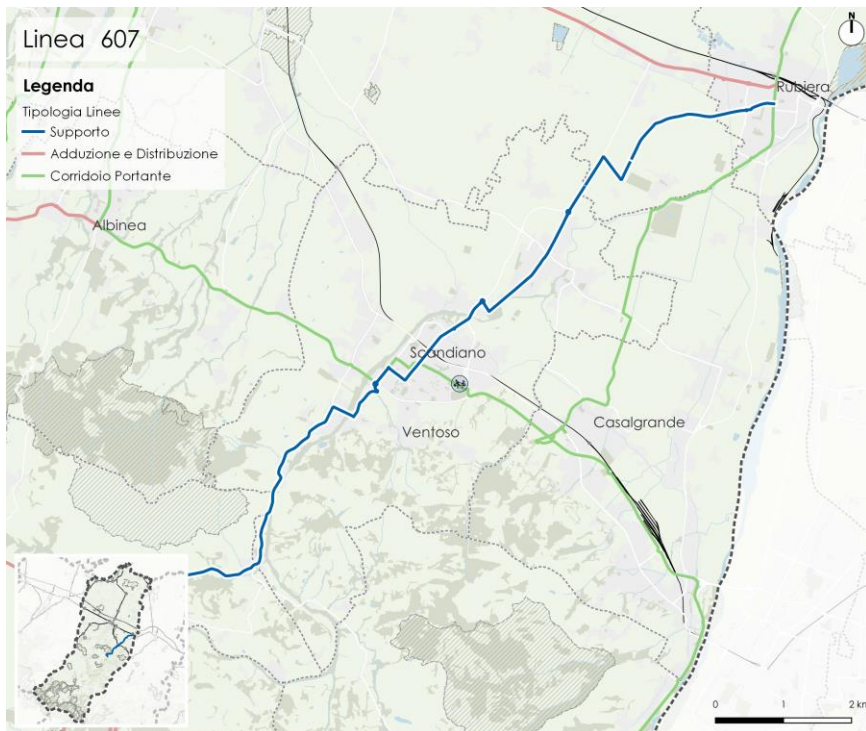 Linea 607
Legenda
Tipologia Linee
Supporto
Adduzione e Distribuzione
Corridoio Portante
N
Rubiera
Albinea
Scandiano
Ventoso
Casalgrande
0 1 2 km